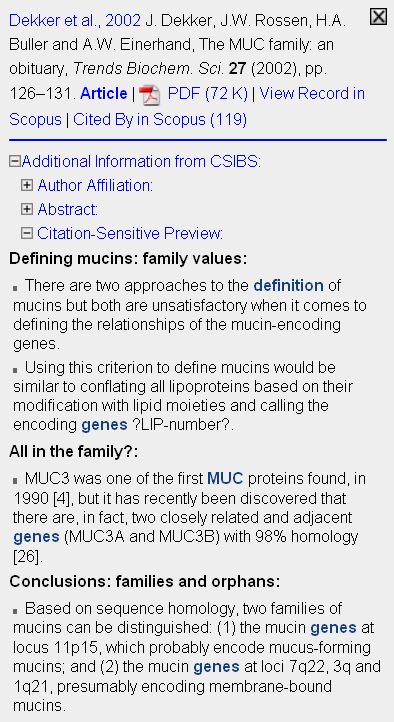 Dekker et al., 2002 J. Dekker, J.W. Rossen, H.A.
Buller and A.W. Einerhand, The MUC family: an
obituary, Trends Biochem. Sci. 27 (2002), pp.
126–131. Article | PDF (72 K) | View Record in
Scopus | Cited By in Scopus (119)
Additional Information from CSIBS:
Author Affiliation:
Abstract:
Citation-Sensitive Preview:
Defining mucins: family values:
There are two approaches to the definition of
mucins but both are unsatisfactory when it comes to
defining the relationships of the mucin-encoding
genes.
Using this criterion to define mucins would be
similar to conflating all lipoproteins based on their
modification with lipid moieties and calling the
encoding genes ?LIP-number?.
All in the family?:
MUC3 was one of the first MUC proteins found, in
1990 [4], but it has recently been discovered that
there are, in fact, two closely related and adjacent
genes (MUC3A and MUC3B) with 98% homology
[26].
Conclusions: families and orphans:
Based on sequence homology, two families of
mucins can be distinguished: (1) the mucin genes at
locus 11p15, which probably encode mucus-forming
mucins; and (2) the mucin genes at loci 7q22, 3q and
1q21, presumably encoding membrane-bound
mucins.